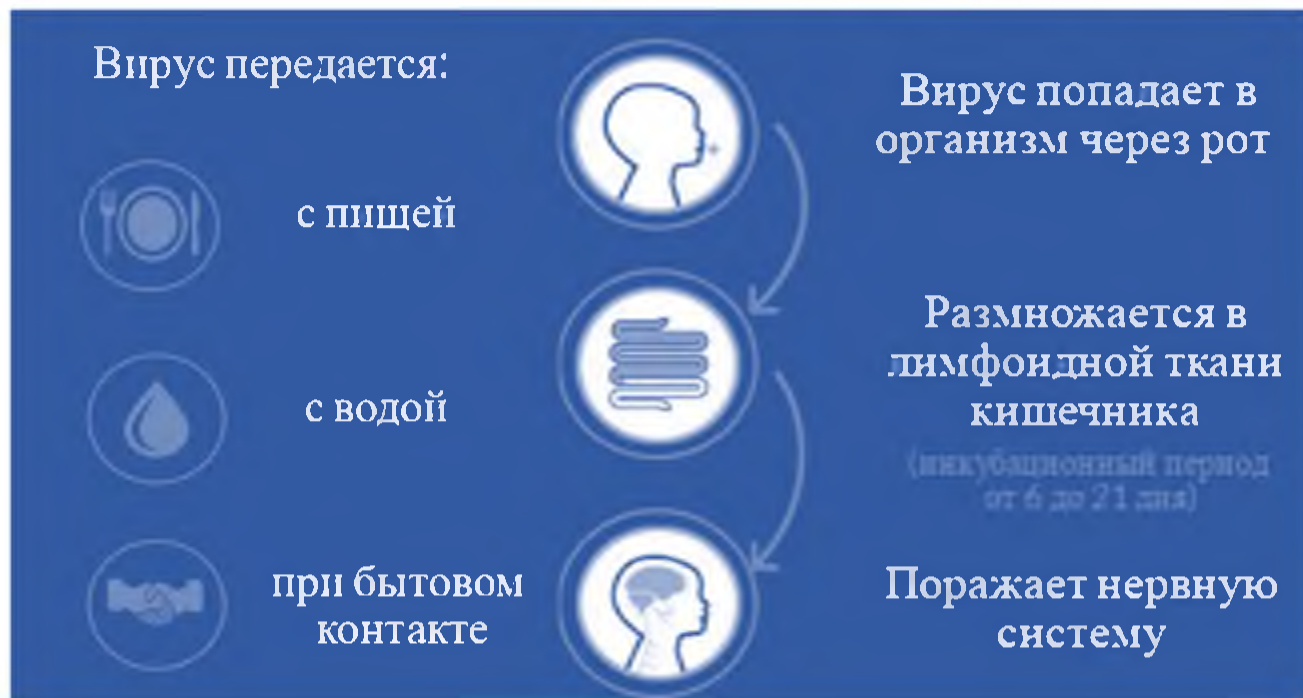 Вирус передается:
с пищей
с водой
при бытовом
контакте
Вирус попадает в
организм через рот
Размножается в
лимфоидной ткани
кишечника
(инкубационный период
от 6 до 21 дня)
Поражает нервную
систему